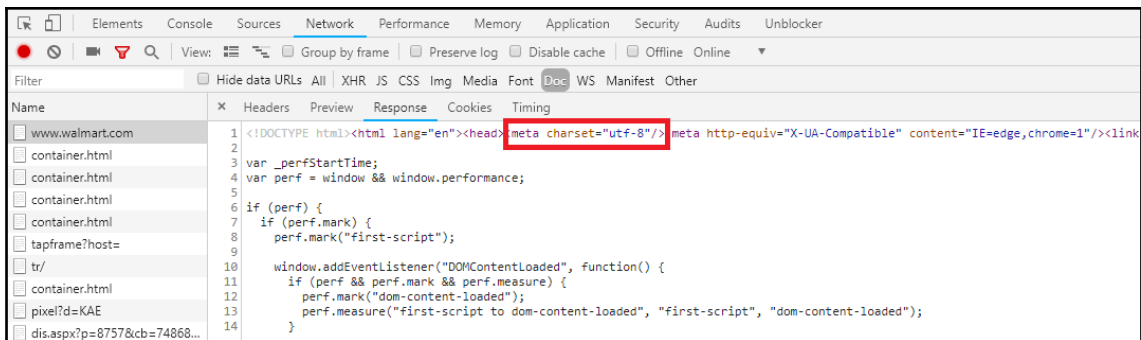 Elements Console Sources Network Performance Memory Application Security Audits Unblocker
View: Group by frame Preserve log Disable cache Offline Online
Filter Hide data URLs All XHR JS CSS Img Media Font Doc WS Manifest Other
Name × Headers Preview Response Cookies Timing
www.walmart.com 1 <!DOCTYPE html><html lang="en"><head><meta charset="utf-8"/><meta http-equiv="X-UA-Compatible" content="IE=edge,chrome=1"/><link
container.html 2
container.html 3 var _perfStartTime;
4 var perf = window && window.performance;
container.html 5
container.html 6 if (perf) {
7 if (perf.mark) {
tapframe?host= 8 perf.mark("first-script");
9
tr/ 10 window.addEventListener("DOMContentLoaded", function() {
container.html 11 if (perf && perf.mark && perf.measure) {
12 perf.mark("dom-content-loaded");
pixel?d=KAE 13 perf.measure("first-script to dom-content-loaded", "first-script", "dom-content-loaded");
dis.aspx?p=8757&cb=74868... 14 }